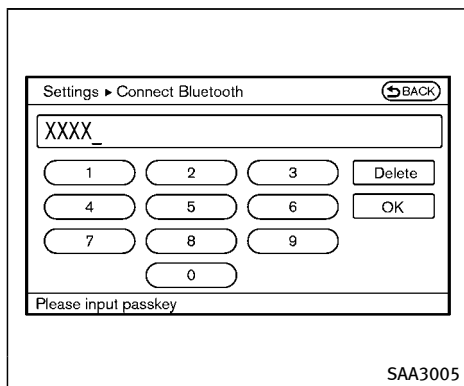 Settings ▸ Connect Bluetooth BACK
XXXX_
1 2 3 Delete
4 5 6 OK
7 8 9
0
Please input passkey
SAA3005